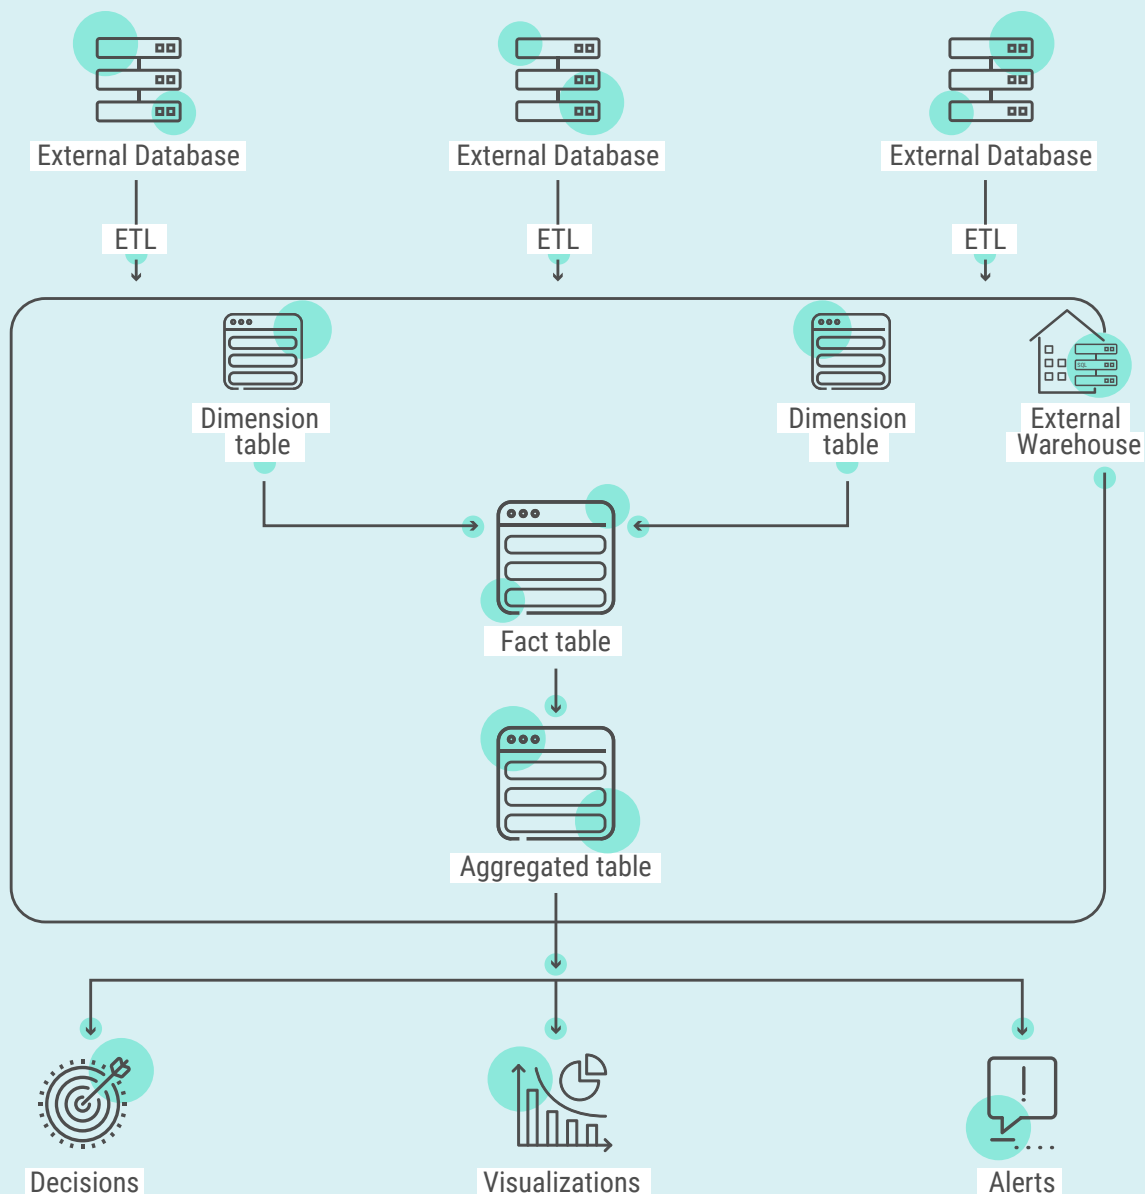 External Database
External Database
External Database
ETL
ETL
ETL
Dimension
table
Dimension
table
SQL
External
Warehouse
Fact table
Aggregated table
Decisions
Visualizations
Alerts